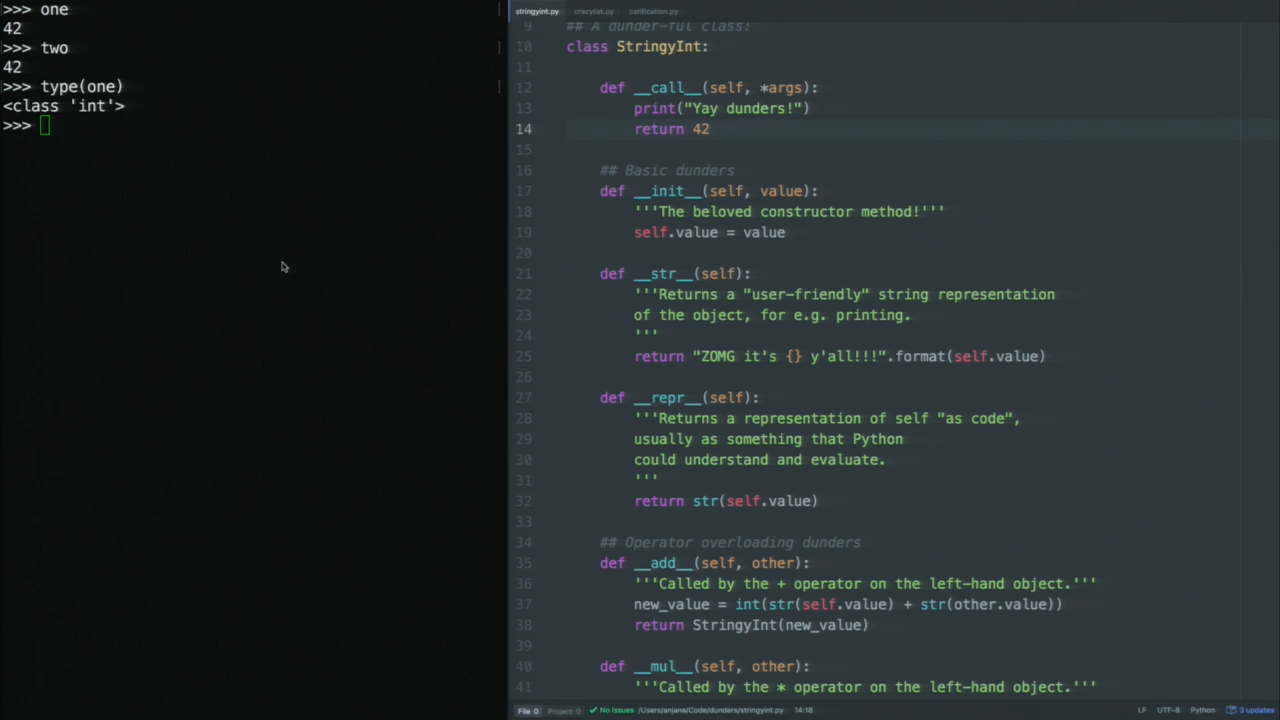 >>> one
42
>>> two
42
>>> type(one)
<class 'int'>
>>>
stringyint.py crazylist.py catification.py
9 ## A dunder-ful class!
10 class StringyInt:
11
12 def __call__(self, *args):
13 print("Yay dunders!")
14 return 42
15
16 ## Basic dunders
17 def __init__(self, value):
18 '''The beloved constructor method!'''
19 self.value = value
20
21 def __str__(self):
22 '''Returns a "user-friendly" string representation
23 of the object, for e.g. printing.
24 '''
25 return "ZOMG it's {} y'all!!!".format(self.value)
26
27 def __repr__(self):
28 '''Returns a representation of self "as code",
29 usually as something that Python
30 could understand and evaluate.
31 '''
32 return str(self.value)
33
34 ## Operator overloading dunders
35 def __add__(self, other):
36 '''Called by the + operator on the left-hand object.'''
37 new_value = int(str(self.value) + str(other.value))
38 return StringyInt(new_value)
39
40 def __mul__(self, other):
41 '''Called by the * operator on the left-hand object.'''
File 0 Project 0 No Issues /Users/anjana/Code/dunders/stringyint.py 14:18 LF UTF-8 Python 3 updates